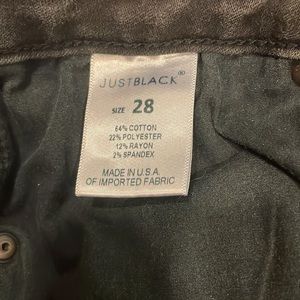 JUSTBLACK®
SIZE 28
64% COTTON
22% POLYESTER
12% RAYON
2% SPANDEX
MADE IN U.S.A.
OF IMPORTED FABRIC